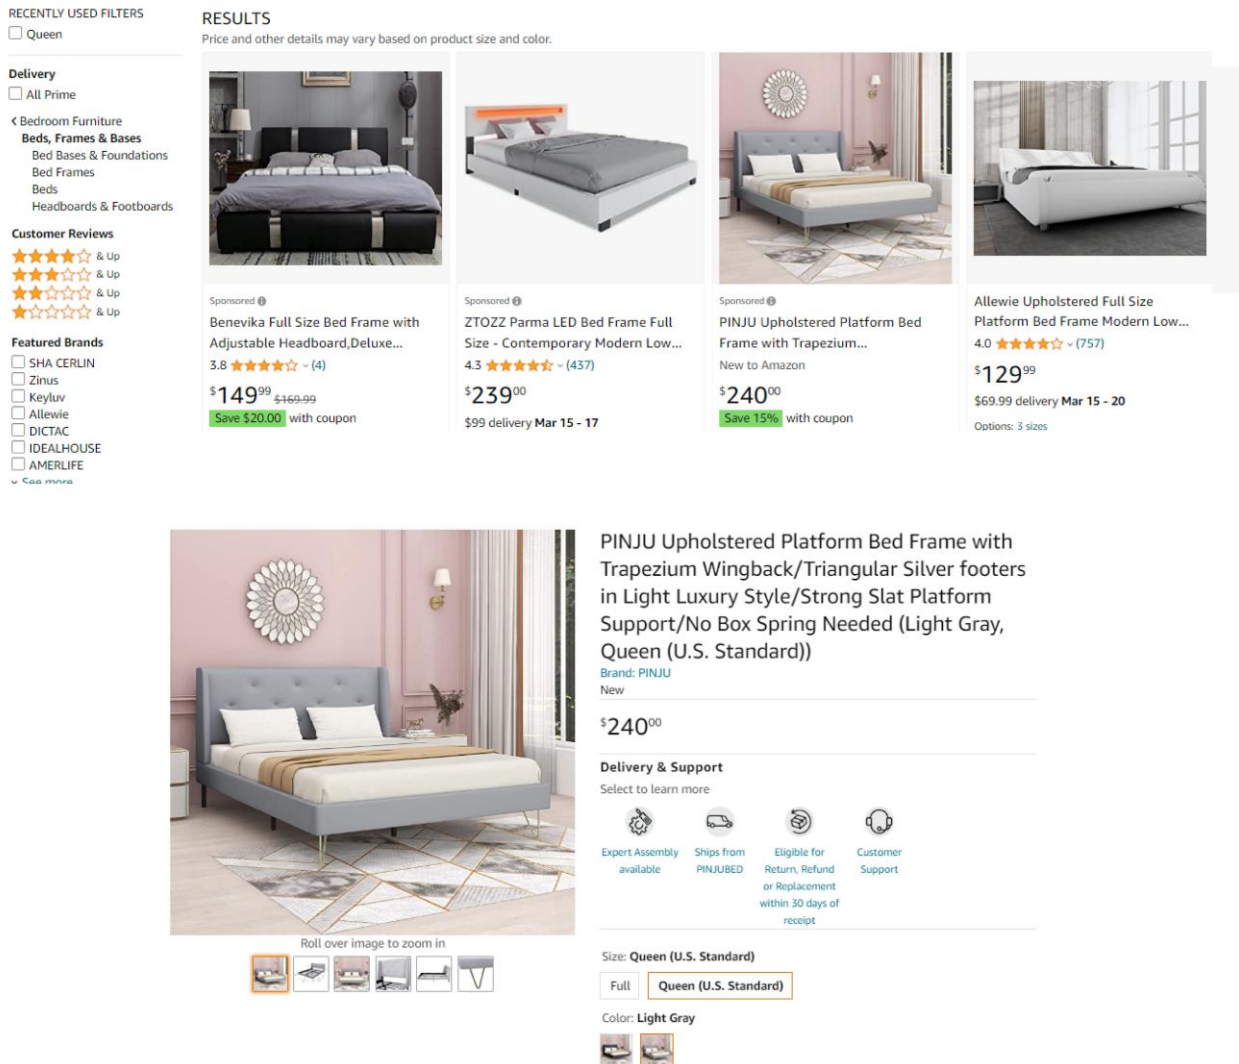 RECENTLY USED FILTERS
Queen
Delivery
All Prime
< Bedroom Furniture
Beds, Frames & Bases
Bed Bases & Foundations
Bed Frames
Beds
Headboards & Footboards
Customer Reviews
& Up
& Up
& Up
& Up
Featured Brands
SHA CERLIN
Zinus
Keyluv
Allewie
DICTAC
IDEALHOUSE
AMERLIFE
See more
RESULTS
Price and other details may vary based on product size and color.
Sponsored
Benevika Full Size Bed Frame with
Adjustable Headboard,Deluxe...
3.8 (4)
$149.99 $169.99
Save $20.00 with coupon
Sponsored
ZTOZZ Parma LED Bed Frame Full
Size - Contemporary Modern Low...
4.3 (437)
$239.00
$99 delivery Mar 15 - 17
Sponsored
PINJU Upholstered Platform Bed
Frame with Trapezium...
New to Amazon
$240.00
Save 15% with coupon
Allewie Upholstered Full Size
Platform Bed Frame Modern Low...
4.0 (757)
$129.99
$69.99 delivery Mar 15 - 20
Options: 3 sizes
Roll over image to zoom in
PINJU Upholstered Platform Bed Frame with
Trapezium Wingback/Triangular Silver footers
in Light Luxury Style/Strong Slat Platform
Support/No Box Spring Needed (Light Gray,
Queen (U.S. Standard))
Brand: PINJU
New
$240.00
Delivery & Support
Select to learn more
Expert Assembly
available
Ships from
PINJUBED
Eligible for
Return, Refund
or Replacement
within 30 days of
receipt
Customer
Support
Size: Queen (U.S. Standard)
Full
Queen (U.S. Standard)
Color: Light Gray